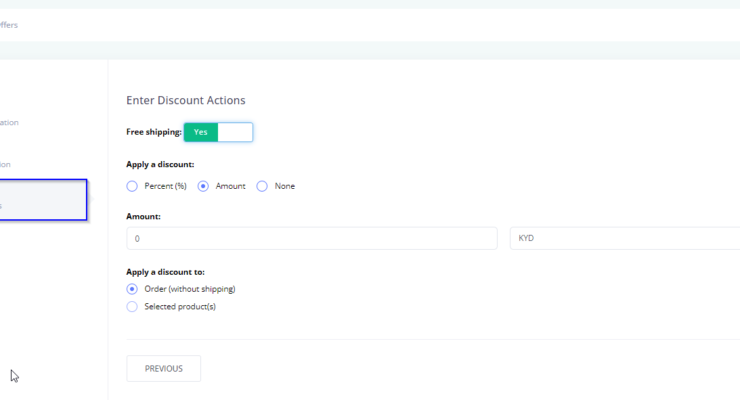 ffers
ation
ion
s
Enter Discount Actions
Free shipping: Yes
Apply a discount:
Percent (%) Amount None
Amount:
0 KYD
Apply a discount to:
Order (without shipping)
Selected product(s)
PREVIOUS